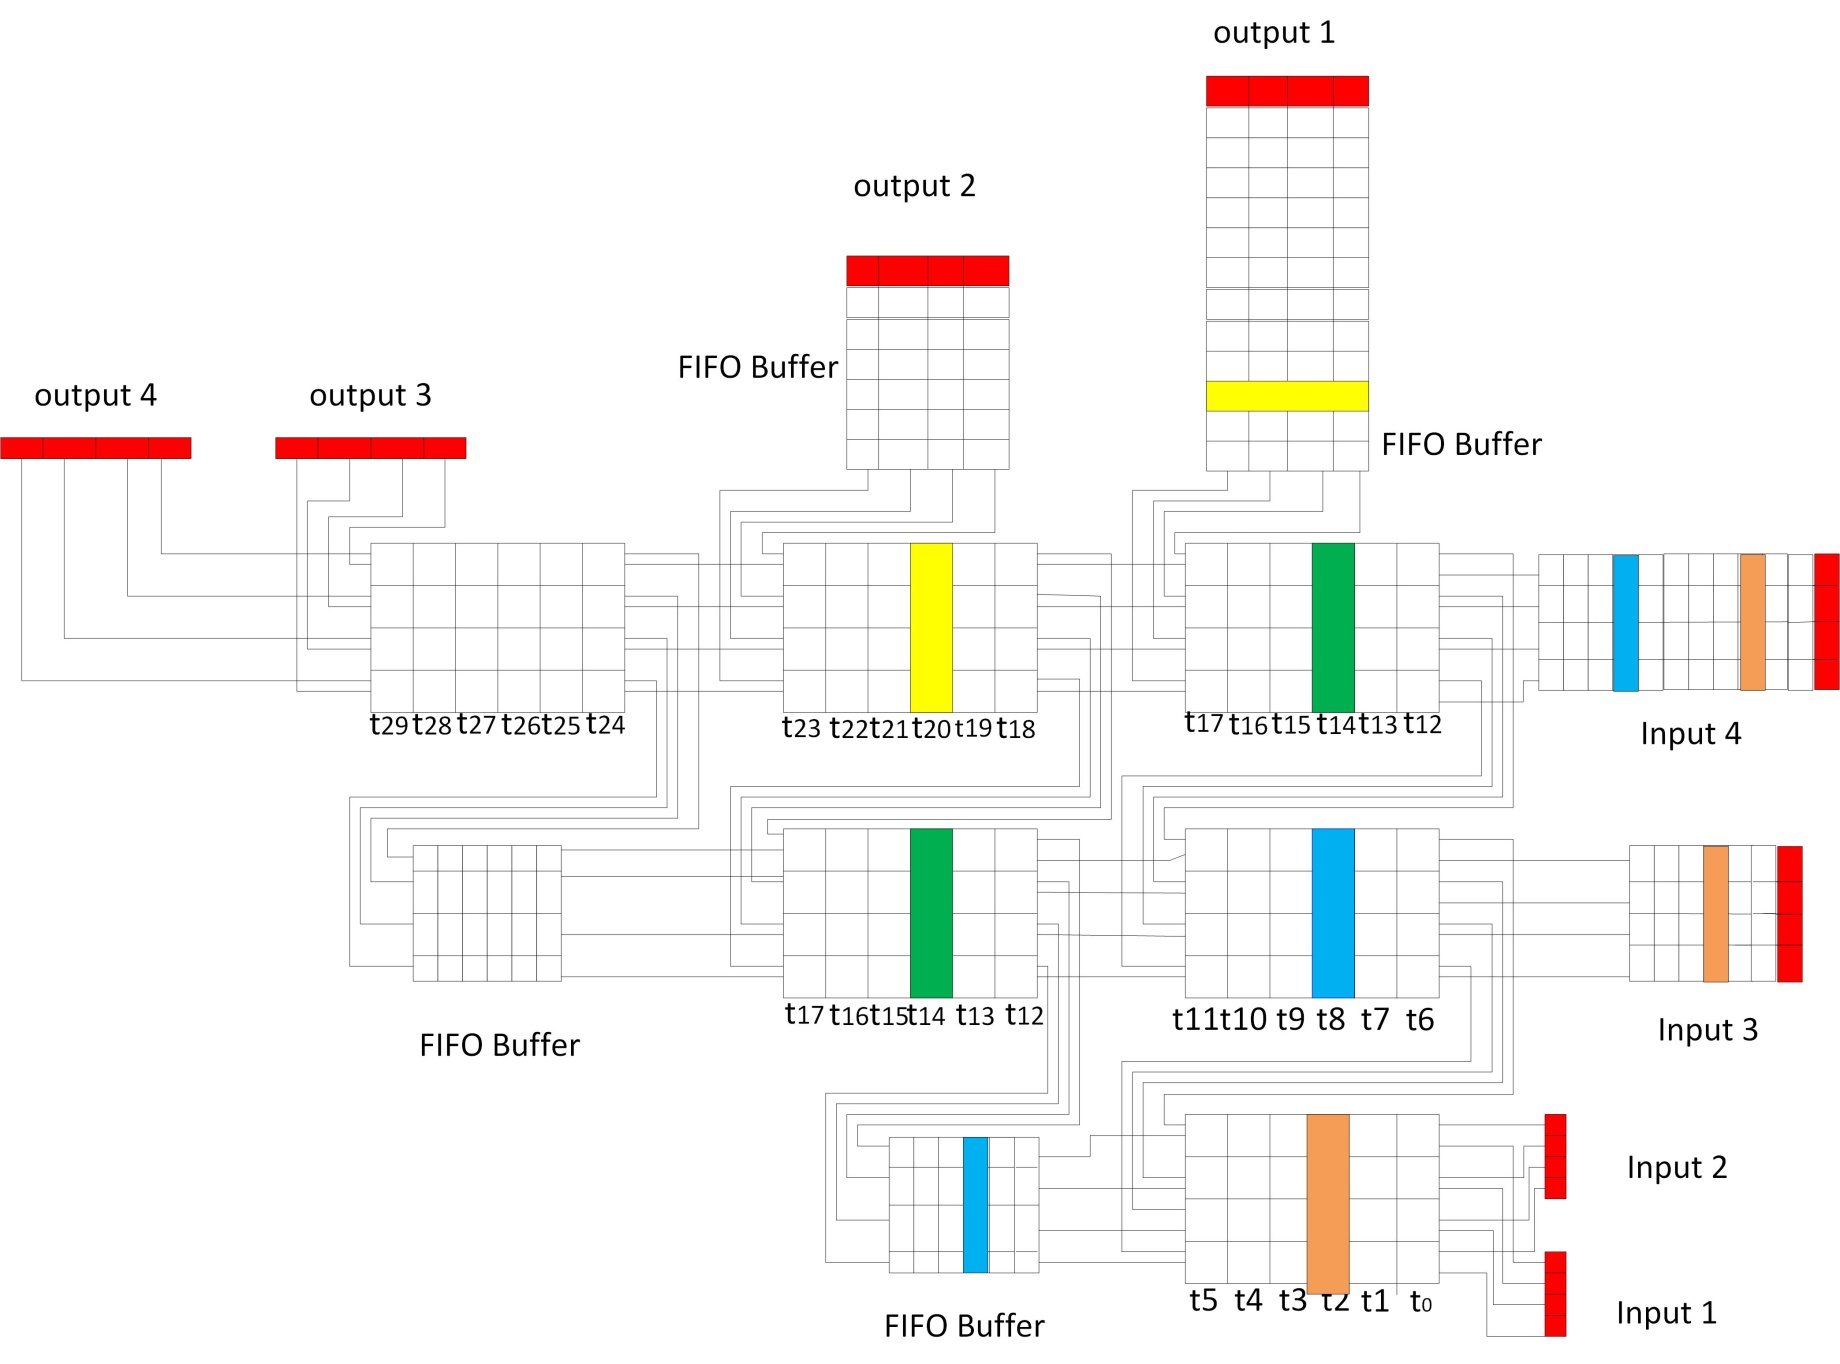 output 1
output 2
FIFO Buffer
output 4
output 3
FIFO Buffer
t29 t28 t27 t26 t25 t24
t23 t22 t21 t20 t19 t18
t17 t16 t15 t14 t13 t12
Input 4
t17 t16 t15 t14 t13 t12
t11 t10 t9 t8 t7 t6
Input 3
FIFO Buffer
Input 2
t5 t4 t3 t2 t1 t0
Input 1
FIFO Buffer